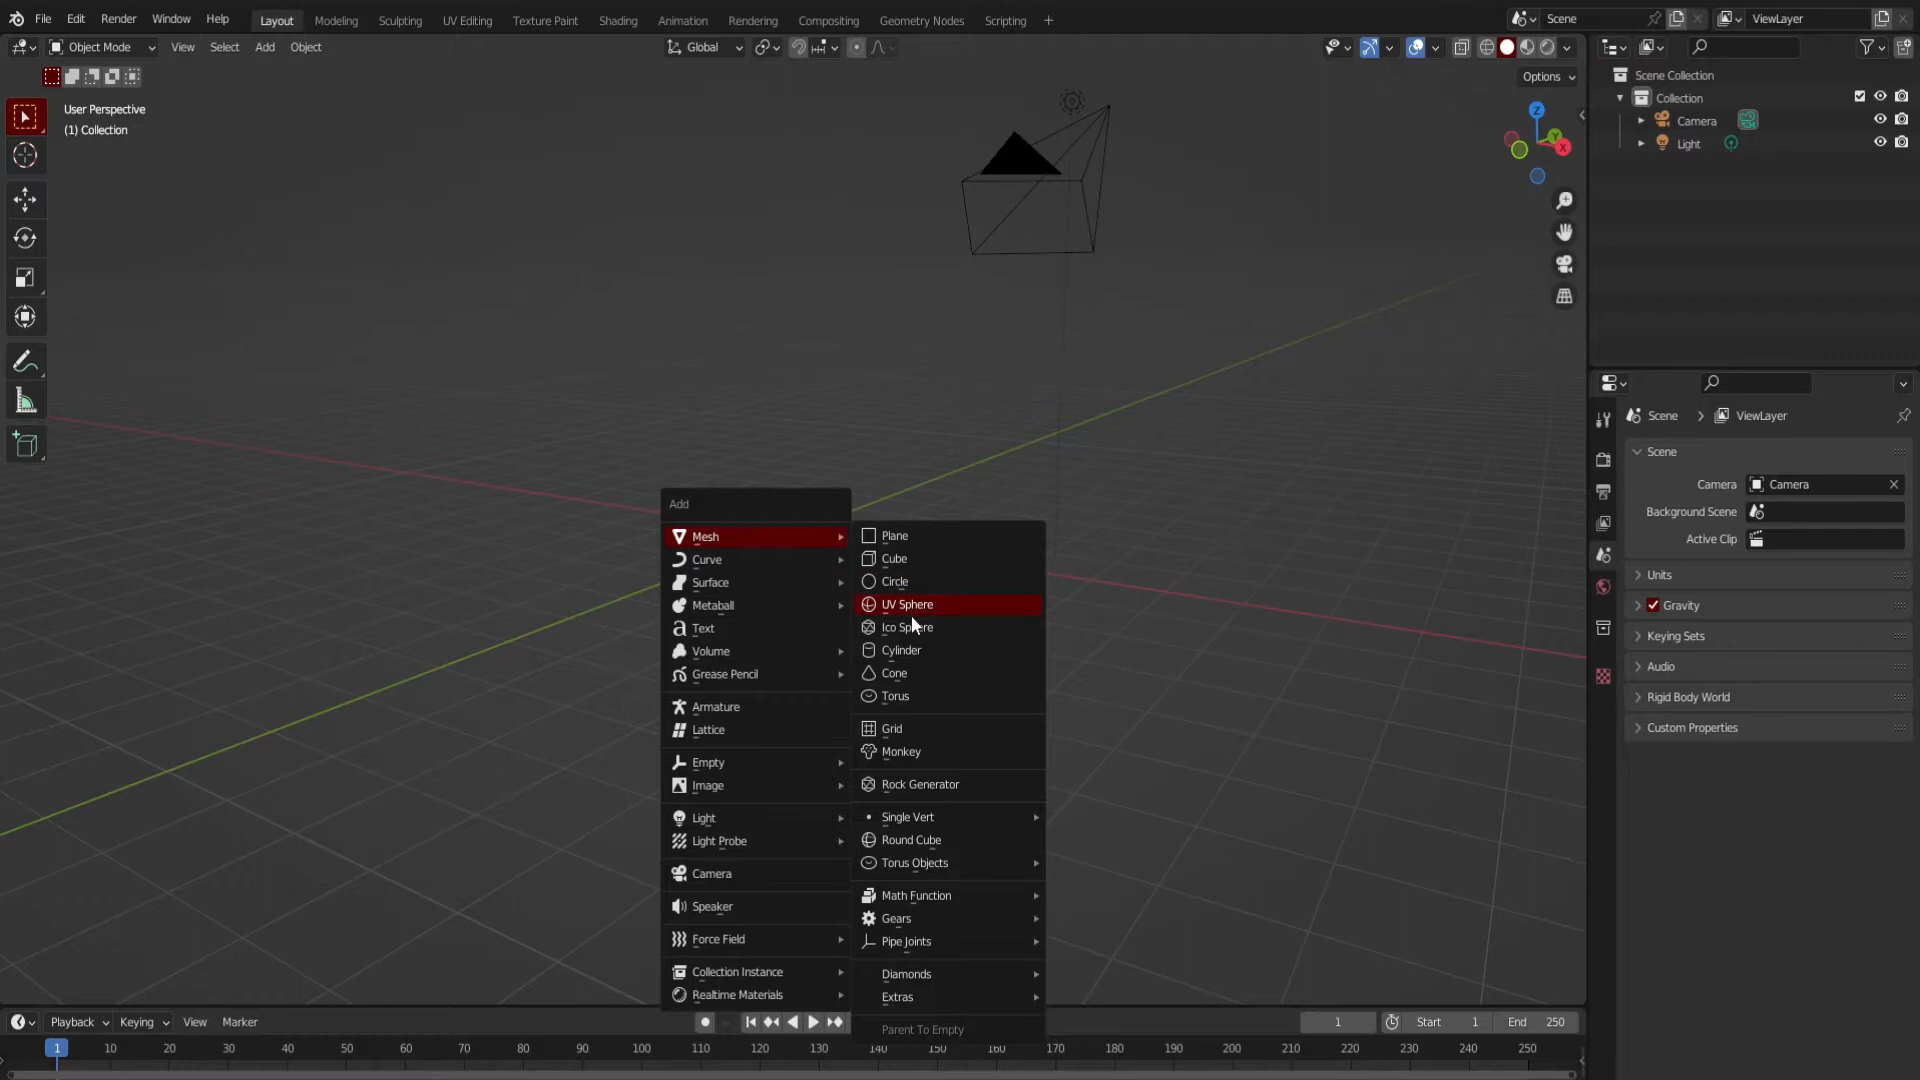 File Edit Render Window Help Layout Modeling Sculpting UV Editing Texture Paint Shading Animation Rendering Compositing Geometry Nodes Scripting + Scene ViewLayer
Object Mode View Select Add Object Global
Options
User Perspective
(1) Collection
Z
Y
X
Scene Collection
Collection
Camera
Light
Scene > ViewLayer
Scene
Camera Camera
Background Scene
Active Clip
Units
Gravity
Keying Sets
Audio
Rigid Body World
Custom Properties
Add
Mesh
Curve
Surface
Metaball
Text
Volume
Grease Pencil
Armature
Lattice
Empty
Image
Light
Light Probe
Camera
Speaker
Force Field
Collection Instance
Realtime Materials
Plane
Cube
Circle
UV Sphere
Ico Sphere
Cylinder
Cone
Torus
Grid
Monkey
Rock Generator
Single Vert
Round Cube
Torus Objects
Math Function
Gears
Pipe Joints
Diamonds
Extras
Parent To Empty
Playback Keying View Marker 1 Start 1 End 250
1 10 20 30 40 50 60 70 80 90 100 110 120 130 140 150 160 170 180 190 200 210 220 230 240 250